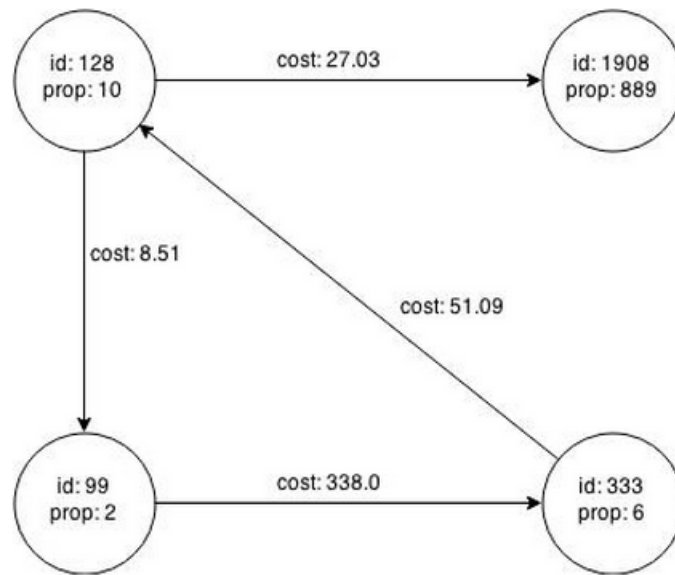 id: 128
prop: 10
cost: 27.03
id: 1908
prop: 889
cost: 8.51
cost: 51.09
id: 99
prop: 2
cost: 338.0
id: 333
prop: 6